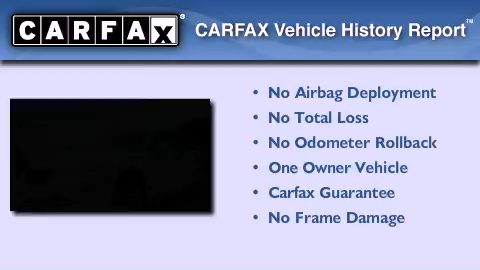 CARFAX® CARFAX Vehicle History Report™
• No Airbag Deployment
• No Total Loss
• No Odometer Rollback
• One Owner Vehicle
• Carfax Guarantee
• No Frame Damage